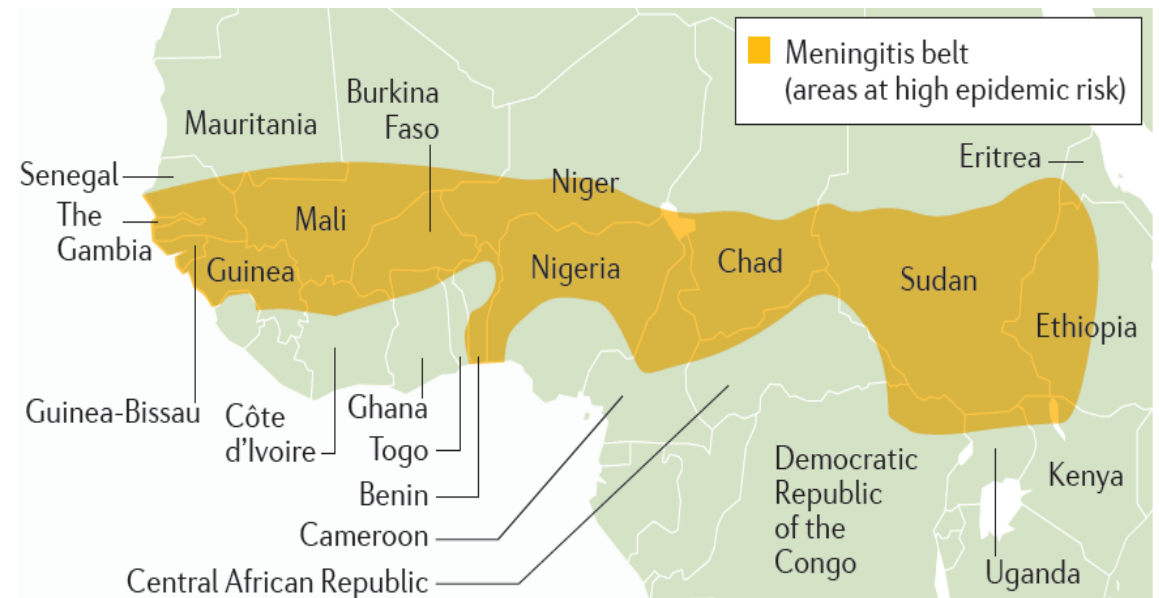 Meningitis belt
(areas at high epidemic risk)
Burkina
Faso
Mauritania
Eritrea
Senegal
Niger
The
Gambia
Mali
Guinea
Nigeria
Chad
Sudan
Ethiopia
Guinea-Bissau
Côte
d'Ivoire
Ghana
Togo
Benin
Cameroon
Central African Republic
Democratic
Republic
of the
Congo
Kenya
Uganda